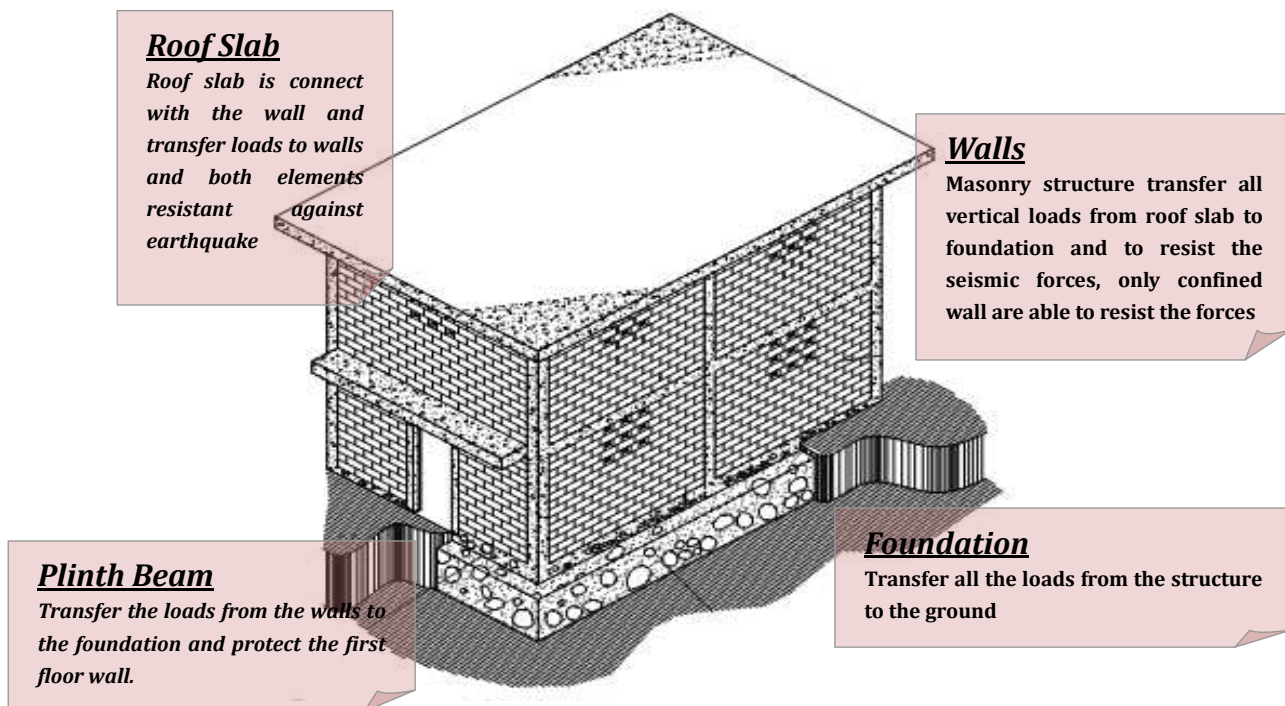 Roof Slab
Roof slab is connect
with the wall and
transfer loads to walls
and both elements
resistant against
earthquake
Walls
Masonry structure transfer all
vertical loads from roof slab to
foundation and to resist the
seismic forces, only confined
wall are able to resist the forces
Plinth Beam
Transfer the loads from the walls to
the foundation and protect the first
floor wall.
Foundation
Transfer all the loads from the structure
to the ground